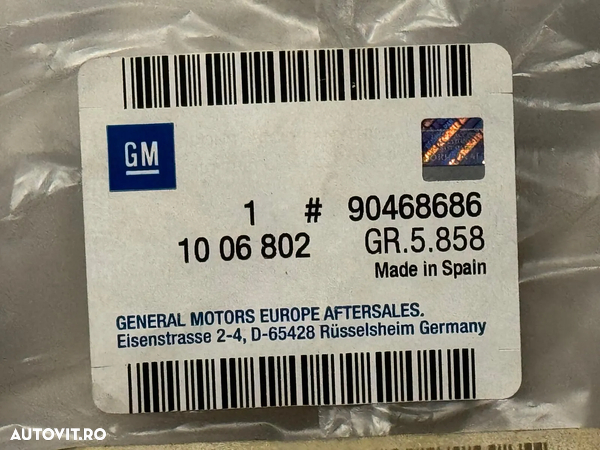 GM
1 # 90468686
10 06 802 GR.5.858
Made in Spain
GENERAL MOTORS EUROPE AFTERSALES.
Eisenstrasse 2-4, D-65428 Rüsselsheim Germany
AUTOVIT.RO